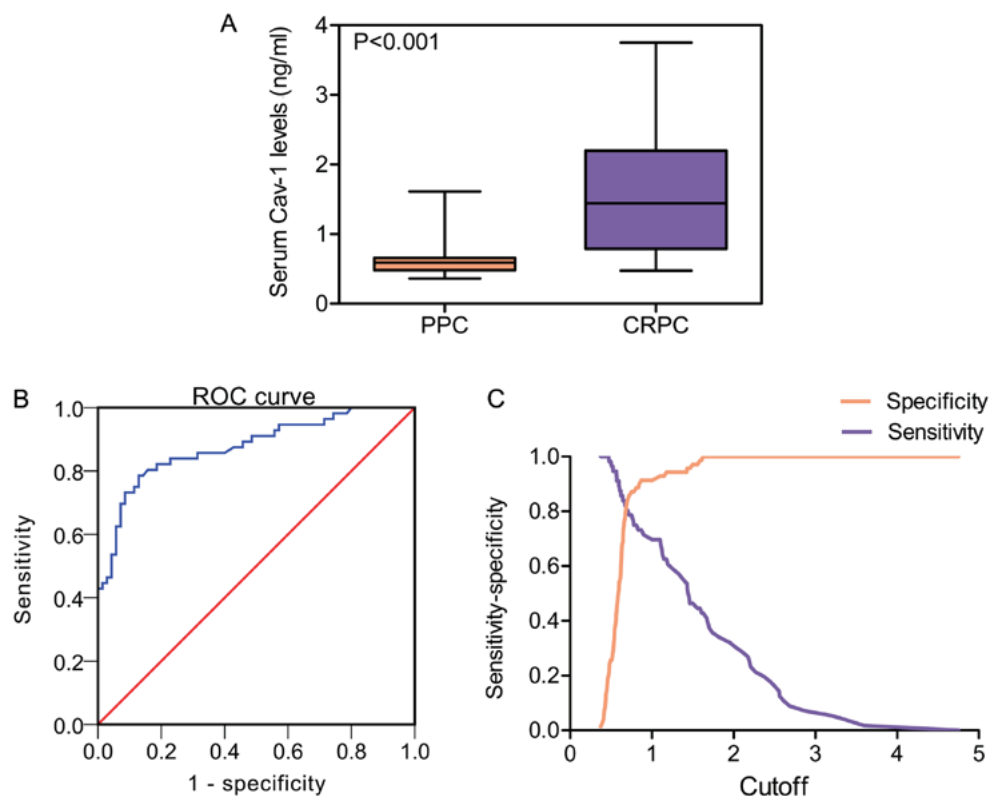 A
P<0.001
Serum Cav-1 levels (ng/ml)
4
3
2
1
0
PPC
CRPC
B
ROC curve
Sensitivity
1.0
0.8
0.6
0.4
0.2
0.0
0.0 0.2 0.4 0.6 0.8 1.0
1 - specificity
C
Specificity
Sensitivity
Sensitivity-specificity
1.0
0.8
0.6
0.4
0.2
0.0
0 1 2 3 4 5
Cutoff